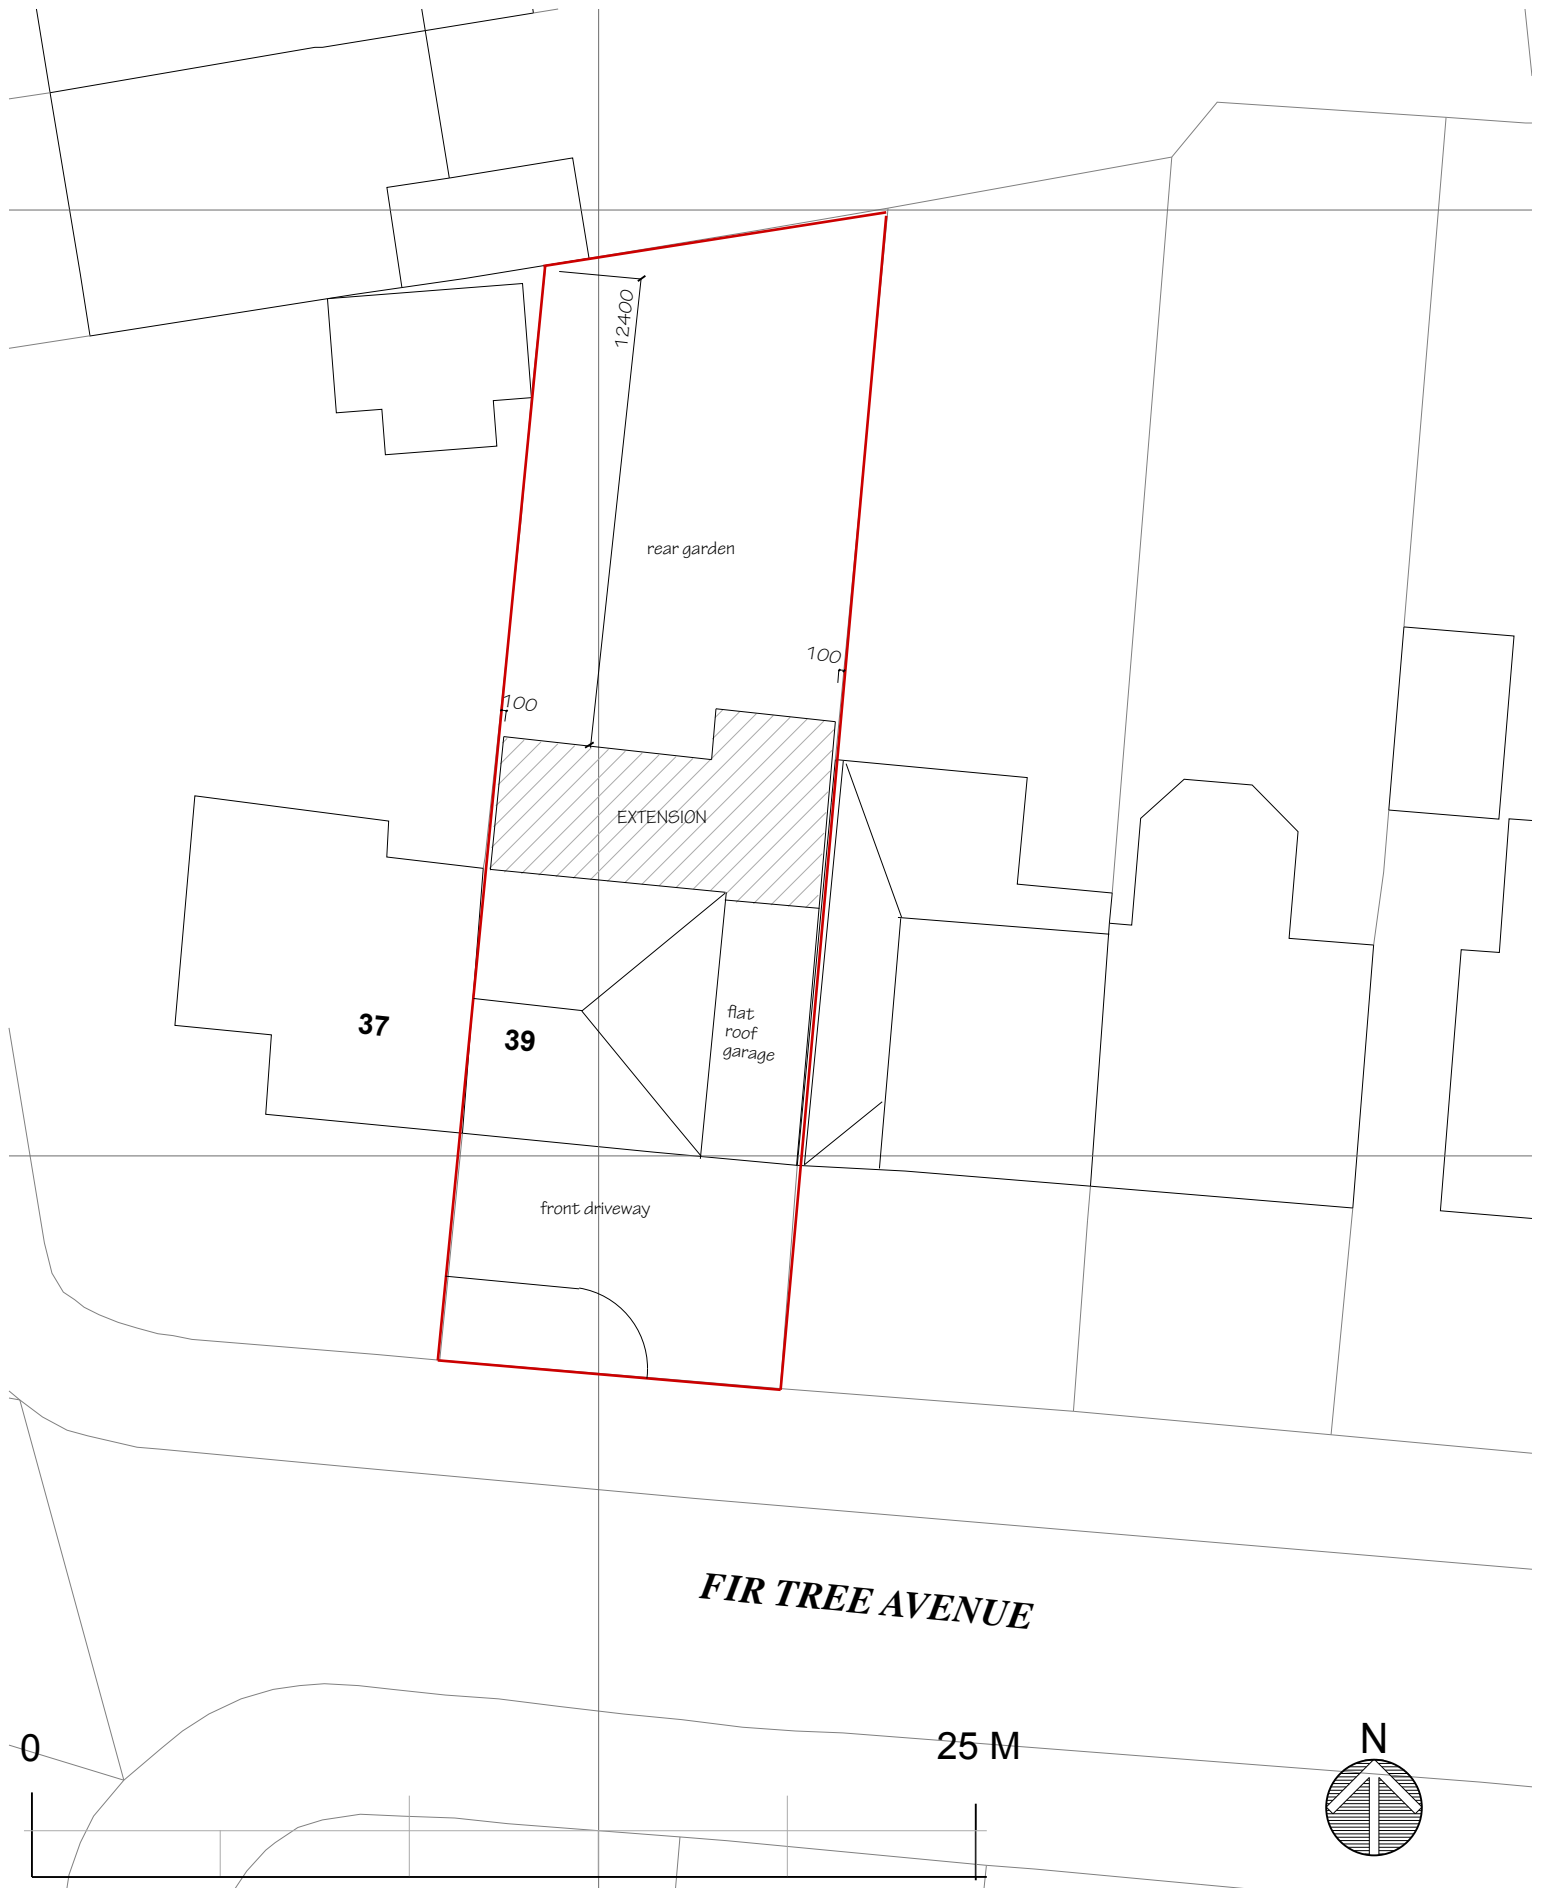 12400
rear garden
100
100
EXTENSION
37
39
flat
roof
garage
front driveway
FIR TREE AVENUE
0
25 M
N